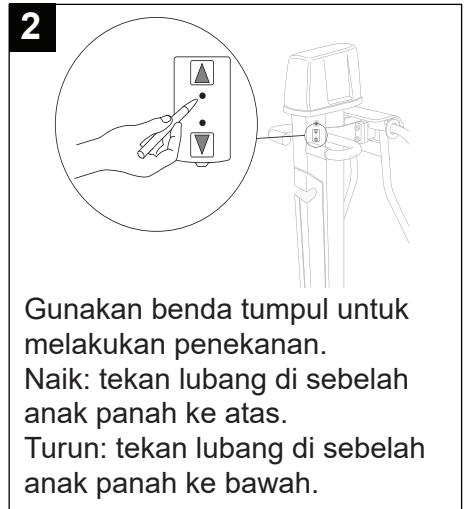 2
Gunakan benda tumpul untuk
melakukan penekanan.
Naik: tekan lubang di sebelah
anak panah ke atas.
Turun: tekan lubang di sebelah
anak panah ke bawah.